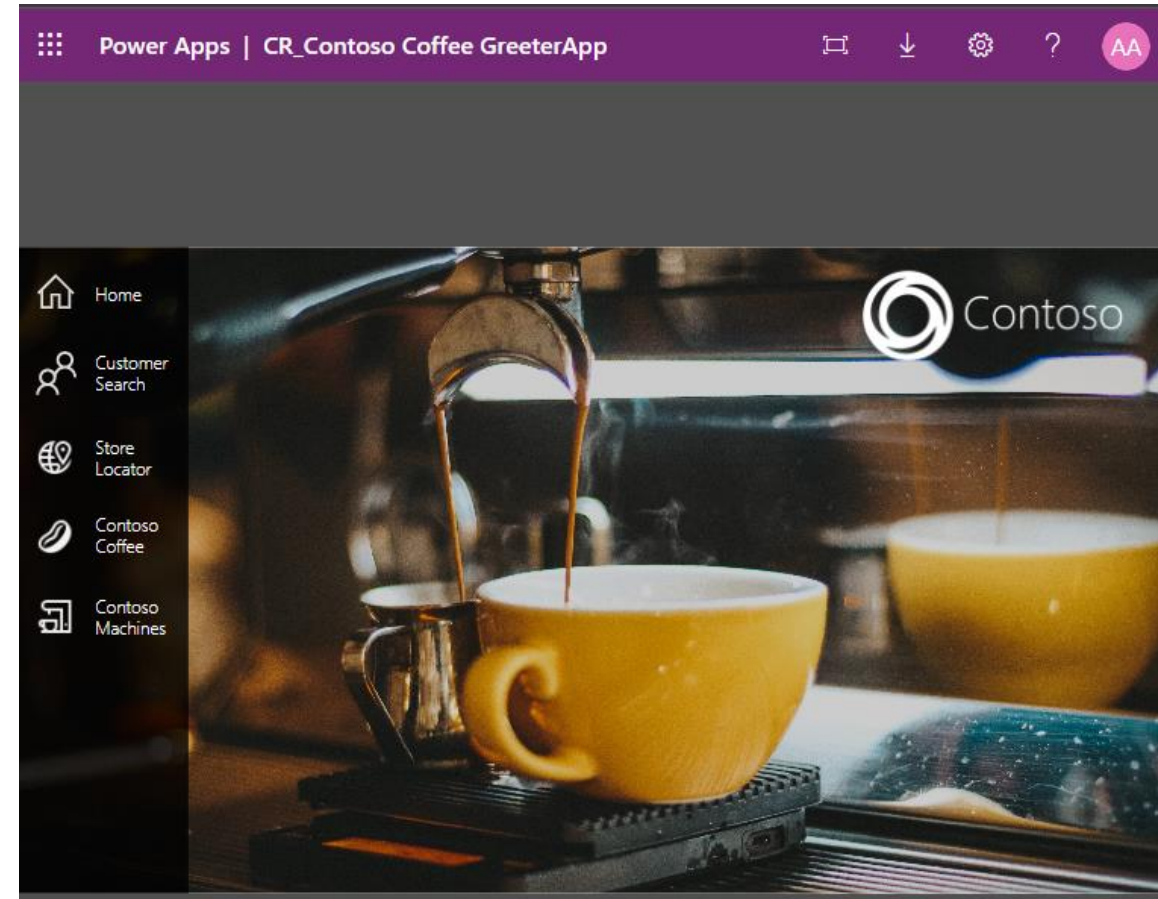 Power Apps | CR_Contoso Coffee GreeterApp
?
AA
Contoso
Home
Customer
Search
Store
Locator
Contoso
Coffee
Contoso
Machines